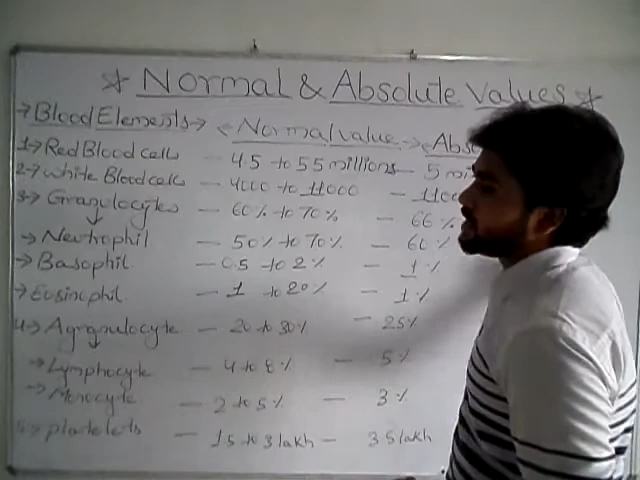 * Normal & Absolute Values *
→ Blood Elements → Normal value → Abso
1→ Red Blood cells - 4.5 to 5.5 millions - 5 mi
2→ White Blood cells - 4000 to 11000 - 1100
3→ Granulocytes - 60% to 70% - 66%
→ Neutrophil - 50% to 70% - 60%
→ Basophil - 0.5 to 2% - 1%
→ Eosinophil - 1 to 20% - 1%
4→ Agranulocyte - 20 to 30% - 25%
→ Lymphocyte - 4 to 8% - 5%
→ Monocyte - 2 to 5% - 3%
5→ platelets - 1.5 to 3 lakh - 3.5 lakh